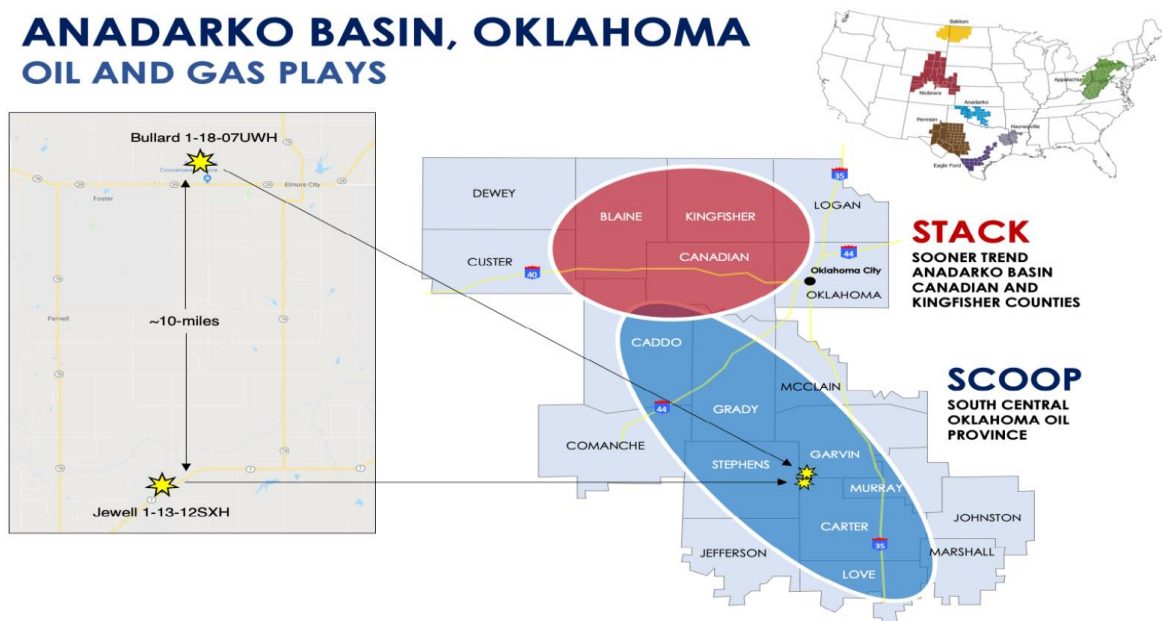 ANADARKO BASIN, OKLAHOMA
OIL AND GAS PLAYS
Bakken
Niobrara
Appalachia
Anadarko
Permian
Haynesville
Eagle Ford
Bullard 1-18-07UWH
Foster
Elmore City
Pernell
~10-miles
Jewell 1-13-12SXH
DEWEY
BLAINE
KINGFISHER
LOGAN
35
CUSTER
40
CANADIAN
44
Oklahoma City
OKLAHOMA
STACK
SOONER TREND
ANADARKO BASIN
CANADIAN AND
KINGFISHER COUNTIES
CADDO
MCCLAIN
GRADY
44
COMANCHE
STEPHENS
GARVIN
MURRAY
CARTER
JOHNSTON
35
JEFFERSON
MARSHALL
LOVE
SCOOP
SOUTH CENTRAL
OKLAHOMA OIL
PROVINCE